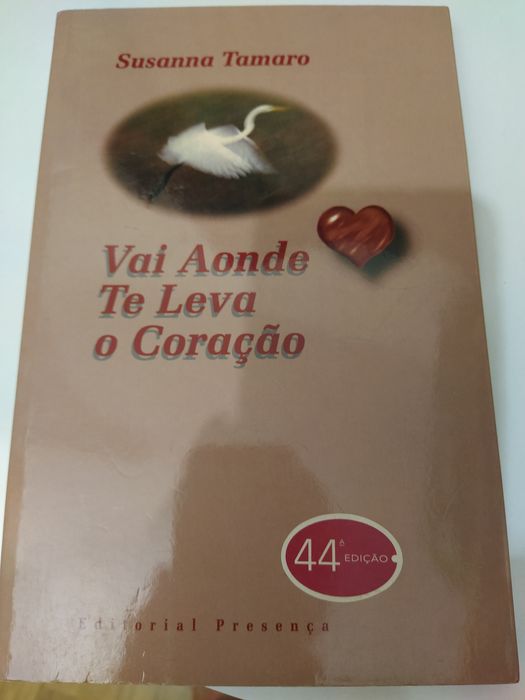 Susanna Tamaro
Vai Aonde
Te Leva
o Coração
44ª EDIÇÃO
Editorial Presença